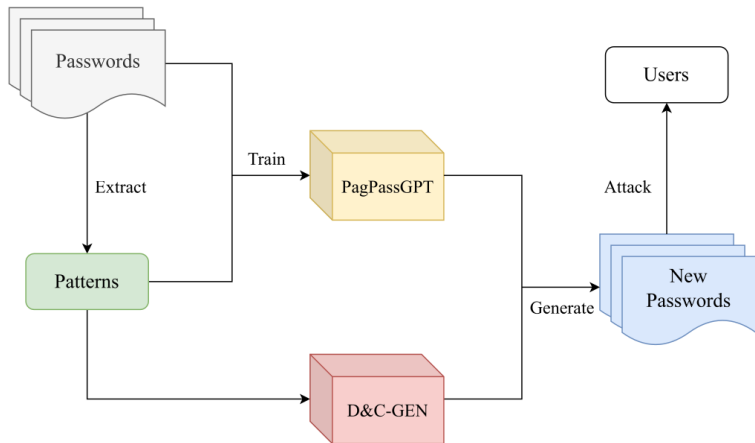 Passwords
Users
Train
PagPassGPT
Extract
Attack
Patterns
New
Passwords
Generate
D&C-GEN